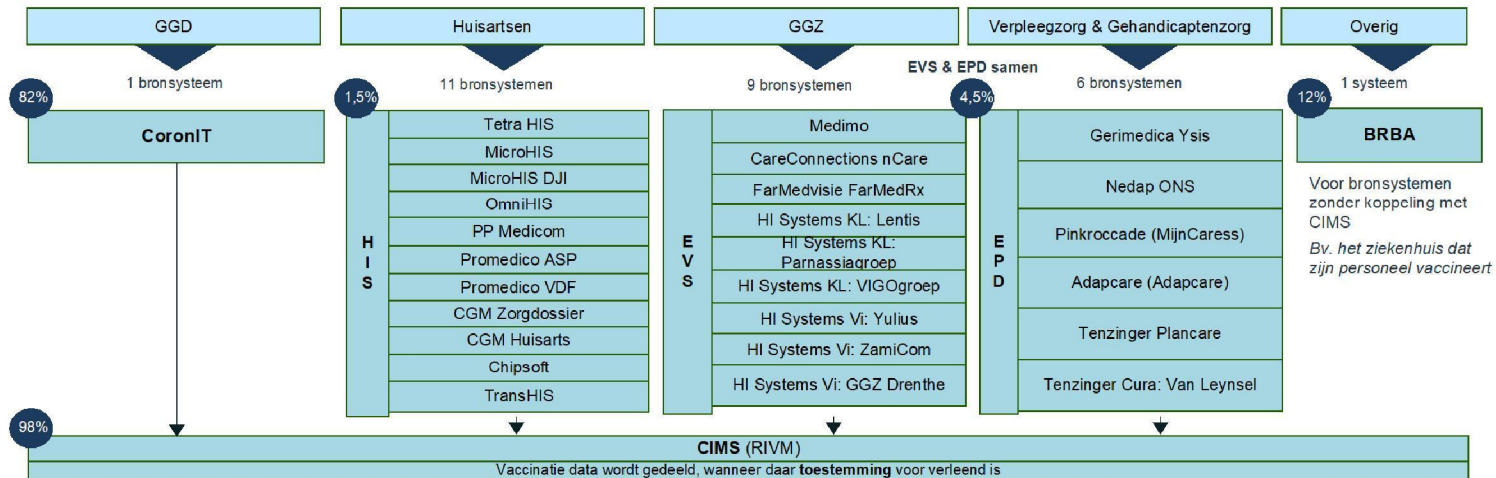 GGD
Huisartsen
GGZ
Verpleegzorg & Gehandicaptenzorg
Overig
1 bronsysteem
11 bronsystemen
9 bronsystemen
EVS & EPD samen
6 bronsystemen
1 systeem
82%
CoronIT
1,5%
HIS
Tetra HIS
MicroHIS
MicroHIS DJI
OmniHIS
PP Medicom
Promedico ASP
Promedico VDF
CGM Zorgdossier
CGM Huisarts
Chipsoft
TransHIS
EVS
Medimo
CareConnections nCare
FarMedvisie FarMedRx
HI Systems KL: Lentis
HI Systems KL:
Parnassiagroep
HI Systems KL: VIGOgroep
HI Systems Vi: Yulius
HI Systems Vi: ZamiCom
HI Systems Vi: GGZ Drenthe
4,5%
EPD
Gerimedica Ysis
Nedap ONS
Pinkroccade (MijnCaress)
Adapcare (Adapcare)
Tenzinger Plancare
Tenzinger Cura: Van Leynsel
12%
BRBA
Voor bronsystemen
zonder koppeling met
CIMS
Bv. het ziekenhuis dat
zijn personeel vaccineert
98%
CIMS (RIVM)
Vaccinatie data wordt gedeeld, wanneer daar toestemming voor verleend is